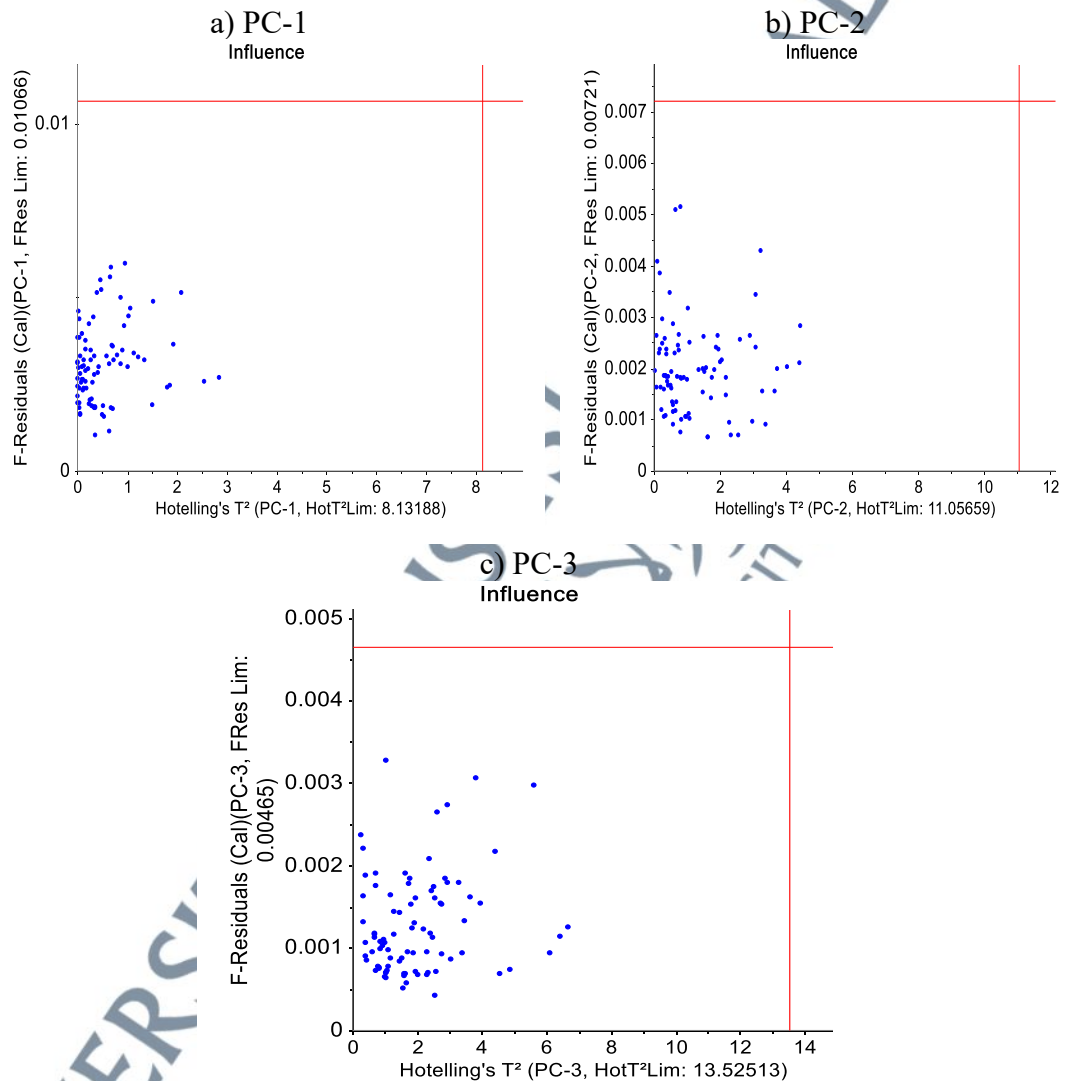 a) PC-1
Influence
F-Residuals (Cal)(PC-1, FRes Lim: 0.01066)
0.01
0
0 1 2 3 4 5 6 7 8
Hotelling's T² (PC-1, HotT²Lim: 8.13188)
b) PC-2
Influence
F-Residuals (Cal)(PC-2, FRes Lim: 0.00721)
0.007
0.006
0.005
0.004
0.003
0.002
0.001
0
0 2 4 6 8 10 12
Hotelling's T² (PC-2, HotT²Lim: 11.05659)
c) PC-3
Influence
F-Residuals (Cal)(PC-3, FRes Lim:
0.00465)
0.005
0.004
0.003
0.002
0.001
0
0 2 4 6 8 10 12 14
Hotelling's T² (PC-3, HotT²Lim: 13.52513)